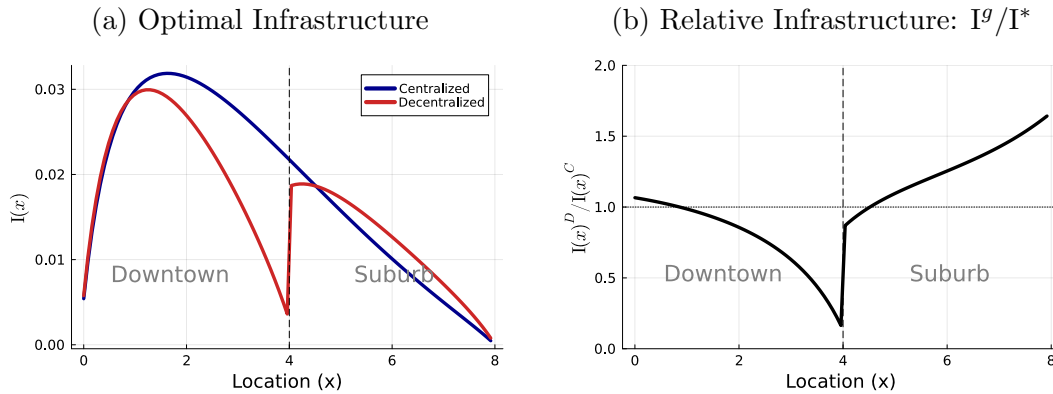 (a) Optimal Infrastructure
0.03
0.02
0.01
0.00
I(x)
Centralized
Decentralized
Downtown
Suburb
0
2
4
6
8
Location (x)
(b) Relative Infrastructure: I^g/I*
2.0
1.5
1.0
0.5
0.0
I(x)^D/I(x)^C
Downtown
Suburb
0
2
4
6
8
Location (x)